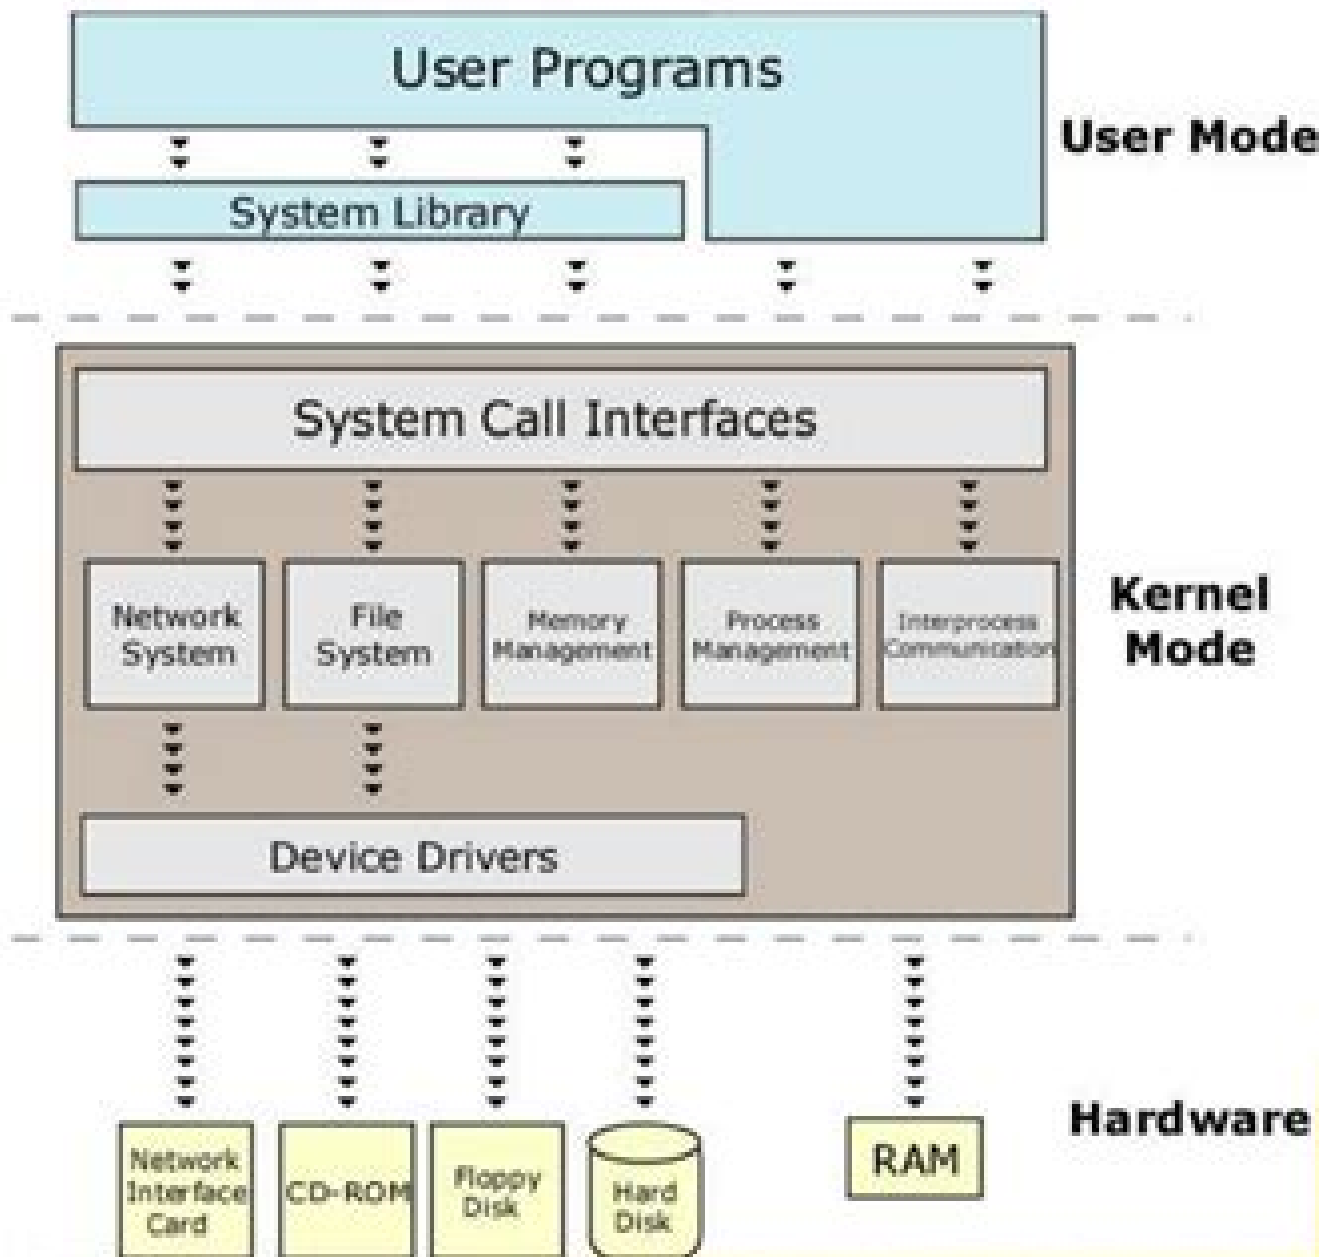 User Programs
User Mode
System Library
System Call Interfaces
Network
System
File
System
Memory
Management
Process
Management
Interprocess
Communication
Kernel
Mode
Device Drivers
Hardware
Network
Interface
Card
CD-ROM
Floppy
Disk
Hard
Disk
RAM